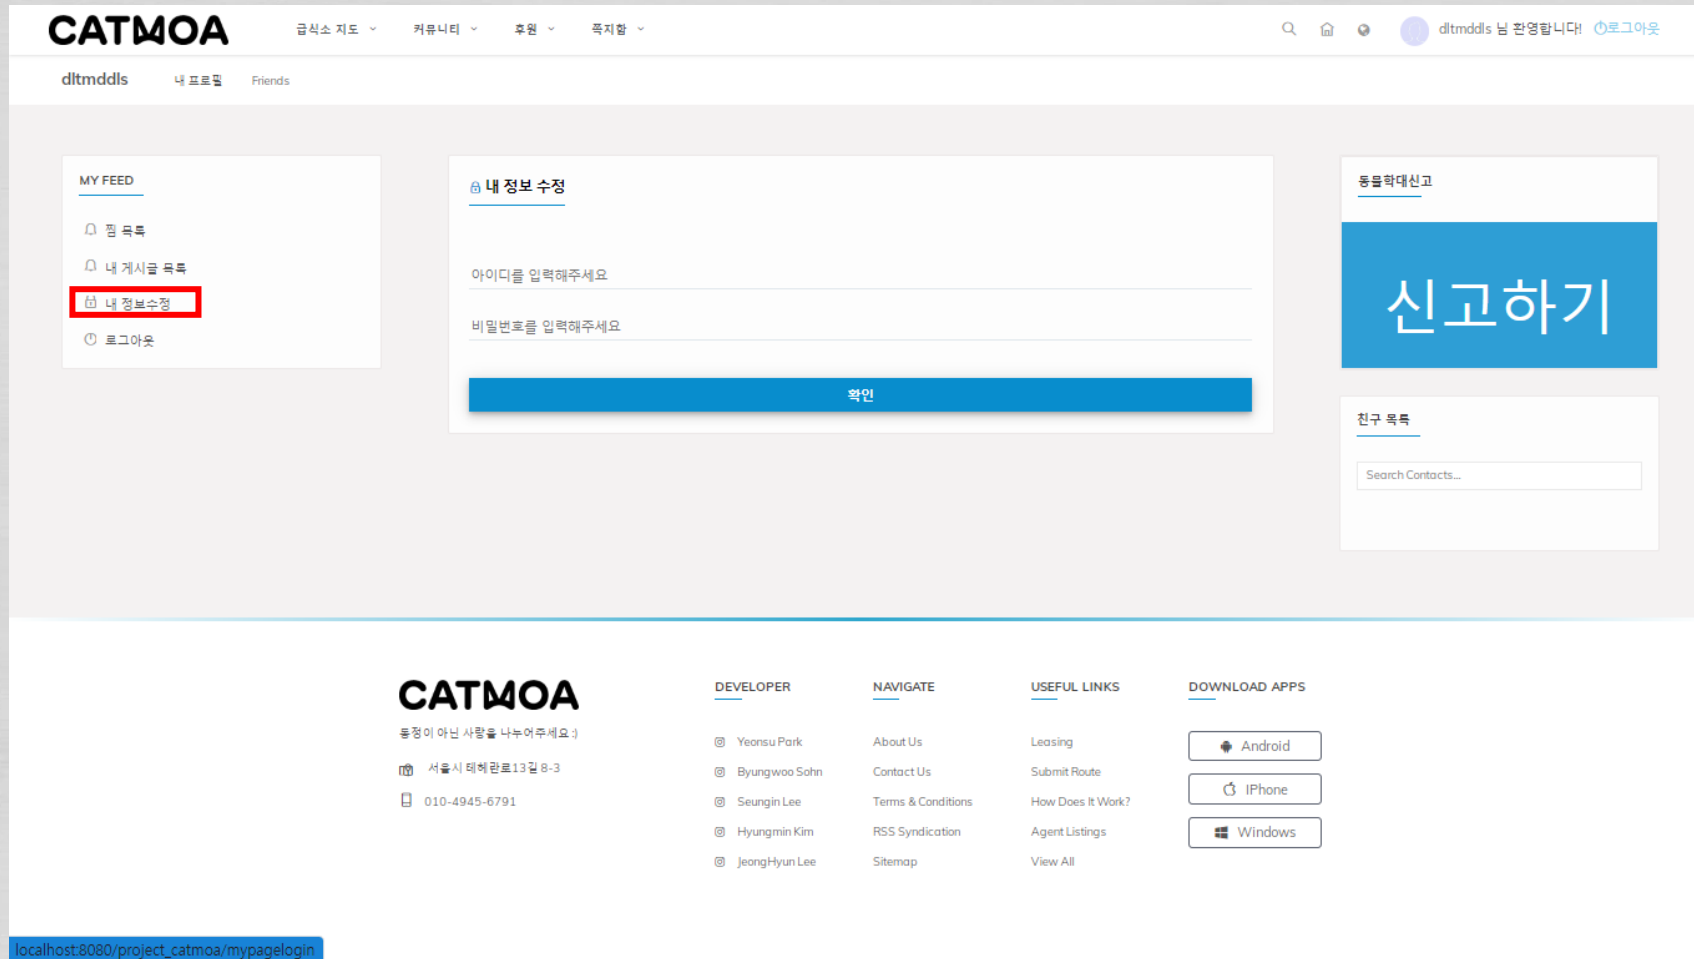 CATMOA
급식소 지도 커뮤니티 후원 쪽지함
dltmddls 님 환영합니다! 로그아웃
dltmddls 내 프로필 Friends
MY FEED
찜 목록
내 게시글 목록
내 정보수정
로그아웃
내 정보 수정
아이디를 입력해주세요
비밀번호를 입력해주세요
확인
동물학대신고
신고하기
친구 목록
Search Contacts...
CATMOA
동정이 아닌 사랑을 나누어주세요 :)
서울시 테헤란로13길 8-3
010-4945-6791
DEVELOPER
Yeonsu Park
Byungwoo Sohn
Seungin Lee
Hyungmin Kim
JeongHyun Lee
NAVIGATE
About Us
Contact Us
Terms & Conditions
RSS Syndication
Sitemap
USEFUL LINKS
Leasing
Submit Route
How Does It Work?
Agent Listings
View All
DOWNLOAD APPS
Android
IPhone
Windows
localhost:8080/project_catmoa/mypagelogin